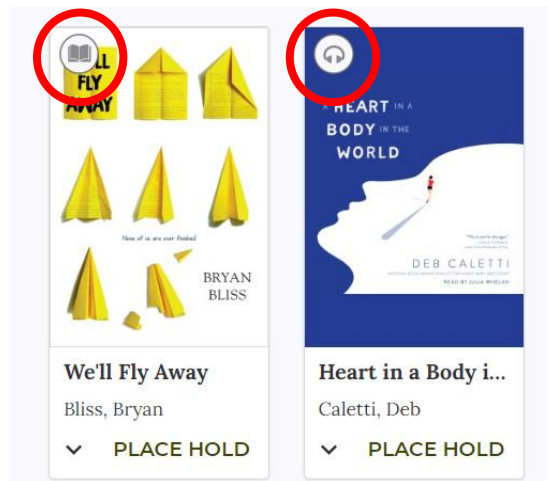 LL
FLY
AWAY
None of us are ever finished.
BRYAN
BLISS
We'll Fly Away
Bliss, Bryan
PLACE HOLD
A HEART IN A
BODY IN THE
WORLD
DEB CALETTI
READ BY JULIA WHELAN
Heart in a Body i...
Caletti, Deb
PLACE HOLD